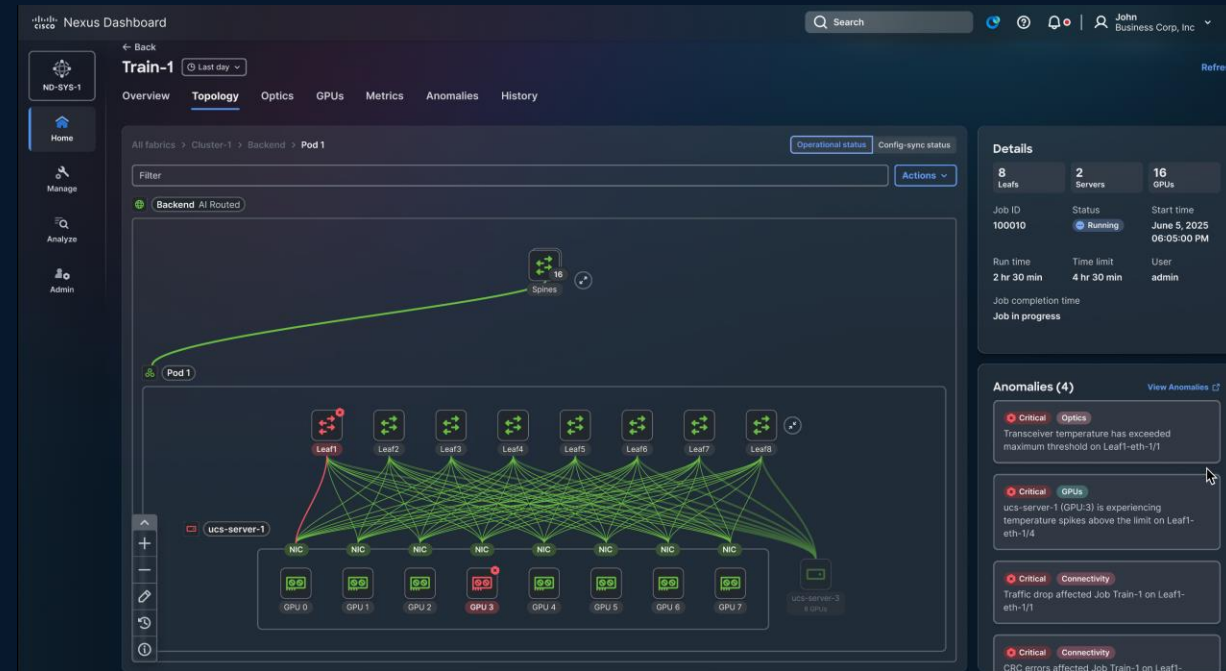 cisco Nexus Dashboard
Search
John
Business Corp, Inc
ND-SYS-1
Home
Manage
Analyze
Admin
← Back
Train-1
Last day
Overview Topology Optics GPUs Metrics Anomalies History
All fabrics > Cluster-1 > Backend > Pod 1
Operational status Config-sync status
Filter
Actions
Backend AI Routed
16
Spines
Pod 1
Leaf1 Leaf2 Leaf3 Leaf4 Leaf5 Leaf6 Leaf7 Leaf8
ucs-server-1
NIC NIC NIC NIC NIC NIC NIC NIC
GPU 0 GPU 1 GPU 2 GPU 3 GPU 4 GPU 5 GPU 6 GPU 7
ucs-server-3
8 GPUs
Refre
Details
8 2 16
Leafs Servers GPUs
Job ID Status Start time
100010 Running June 5, 2025
06:05:00 PM
Run time Time limit User
2 hr 30 min 4 hr 30 min admin
Job completion time
Job in progress
Anomalies (4) View Anomalies
Critical Optics
Transceiver temperature has exceeded
maximum threshold on Leaf1-eth-1/1
Critical GPUs
ucs-server-1 (GPU:3) is experiencing
temperature spikes above the limit on Leaf1-
eth-1/4
Critical Connectivity
Traffic drop affected Job Train-1 on Leaf1-
eth-1/1
Critical Connectivity
CRC errors affected Job Train-1 on Leaf1-